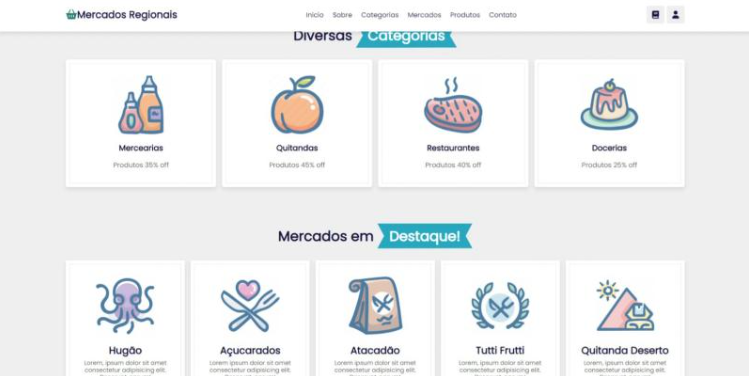 Mercados Regionais
Início Sobre Categorias Mercados Produtos Contato
Diversas Categorias
Mercearias
Produtos 35% off
Quitandas
Produtos 45% off
Restaurantes
Produtos 40% off
Docerias
Produtos 25% off
Mercados em Destaque!
Hugão
Lorem, ipsum dolor sit amet
consectetur adipisicing elit.
Açucarados
Lorem, ipsum dolor sit amet
consectetur adipisicing elit.
Atacadão
Lorem, ipsum dolor sit amet
consectetur adipisicing elit.
Tutti Frutti
Lorem, ipsum dolor sit amet
consectetur adipisicing elit.
Quitanda Deserto
Lorem, ipsum dolor sit amet
consectetur adipisicing elit.